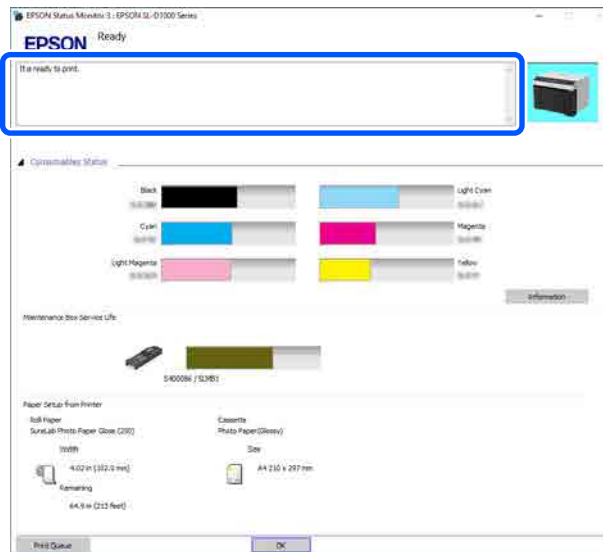 EPSON Status Monitor 3 : EPSON SL-D1000 Series
EPSON
Ready
It is ready to print.
Consumables Status
Black
Light Cyan
Cyan
Magenta
Light Magenta
Yellow
Information
Maintenance Box Service Life
S400086 / SLMB1
Paper Setup from Printer
Roll Paper
SureLab Photo Paper Gloss (250)
Cassette
Photo Paper(Glossy)
Width
Size
4.02 in (102.0 mm)
A4 210 x 297 mm
Remaining
64.9 m (213 feet)
Print Queue
OK